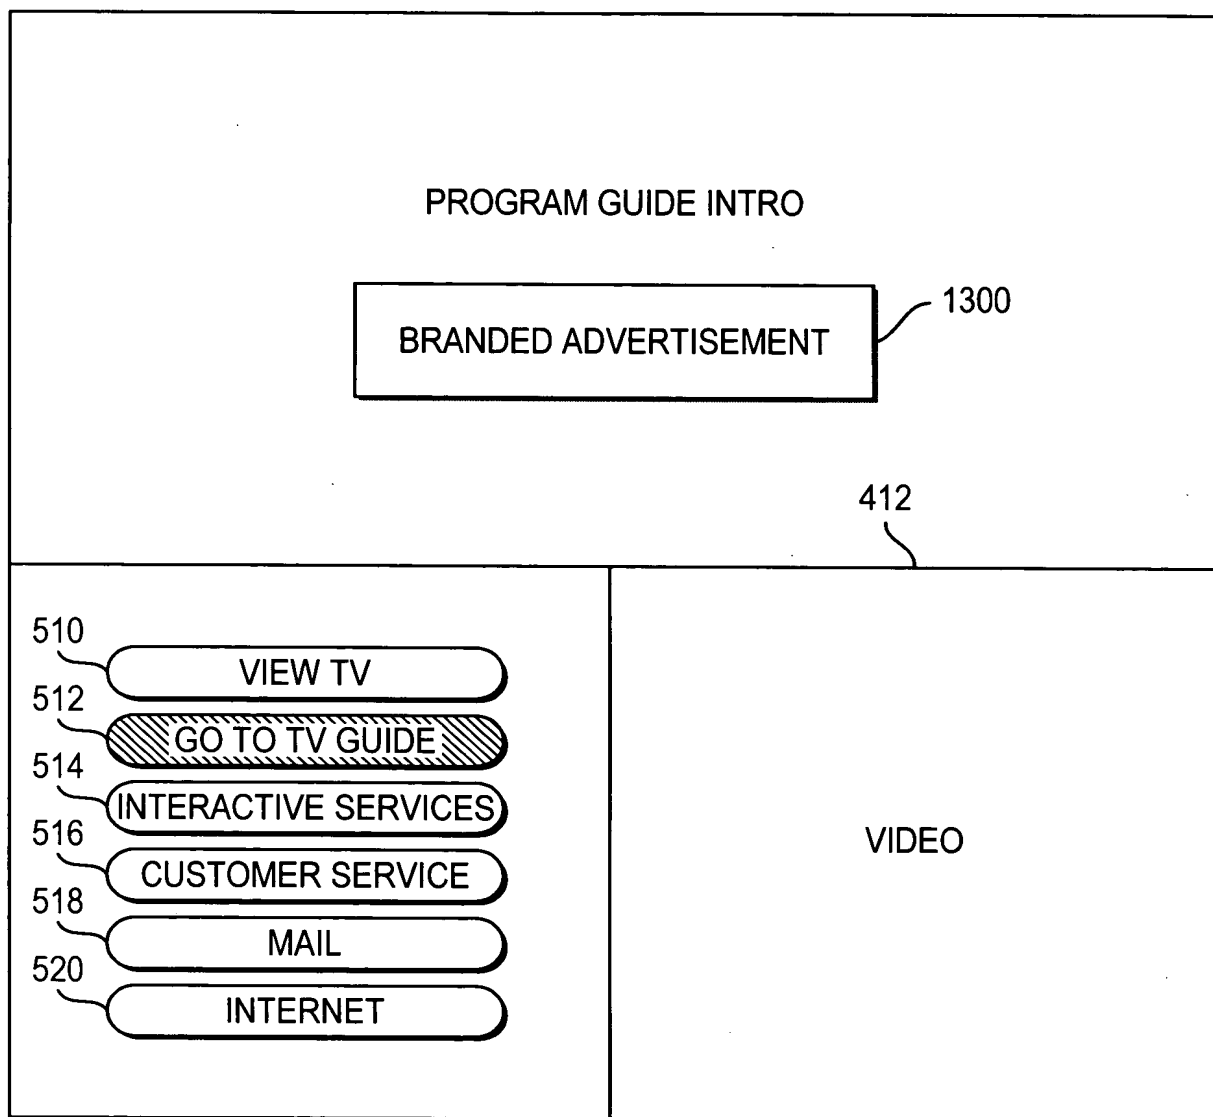 PROGRAM GUIDE INTRO
BRANDED ADVERTISEMENT
1300
412
510
VIEW TV
512
GO TO TV GUIDE
514
INTERACTIVE SERVICES
516
CUSTOMER SERVICE
518
MAIL
520
INTERNET
VIDEO